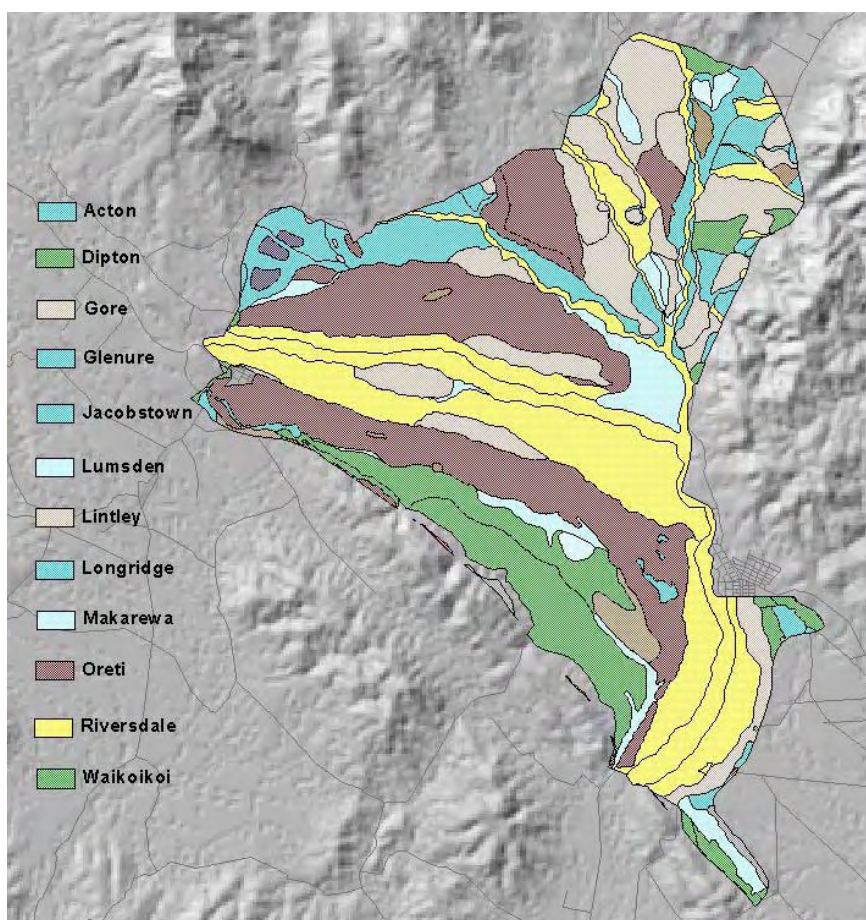 Acton
Dipton
Gore
Glenure
Jacobstown
Lumsden
Lintley
Longridge
Makarewa
Oreti
Riversdale
Waikoikoi